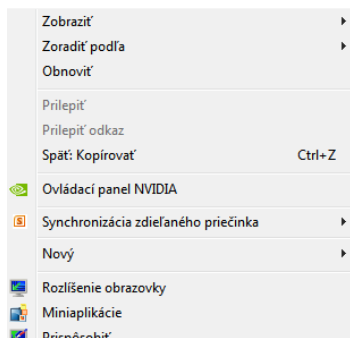 Zobraziť
Zoradiť podľa
Obnoviť
Prilepiť
Prilepiť odkaz
Späť: Kopírovať Ctrl+Z
Ovládací panel NVIDIA
Synchronizácia zdieľaného priečinka
Nový
Rozlíšenie obrazovky
Miniaplikácie
Prispôsobiť